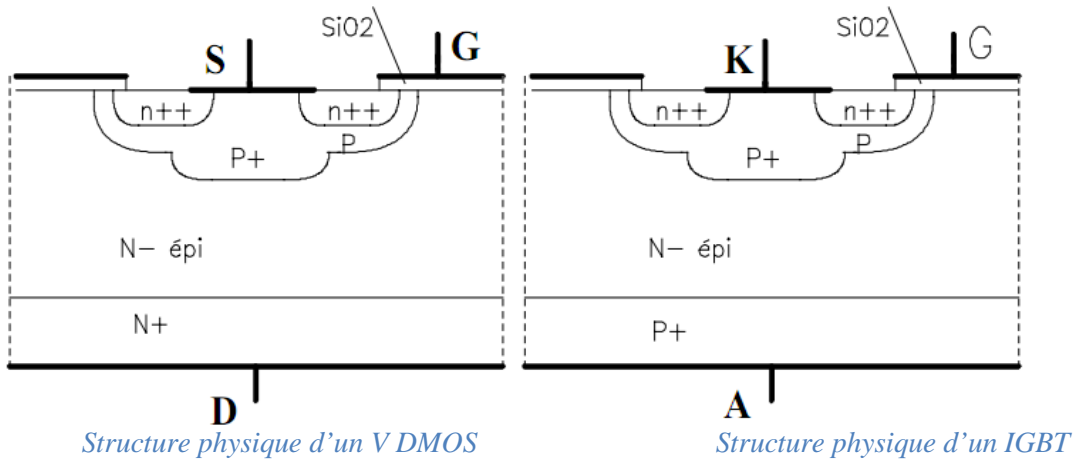 SiO2
S
G
n++
n++
P
P+
N- épi
N+
D
Structure physique d'un V DMOS
SiO2
K
G
n++
n++
P
P+
N- épi
P+
A
Structure physique d'un IGBT